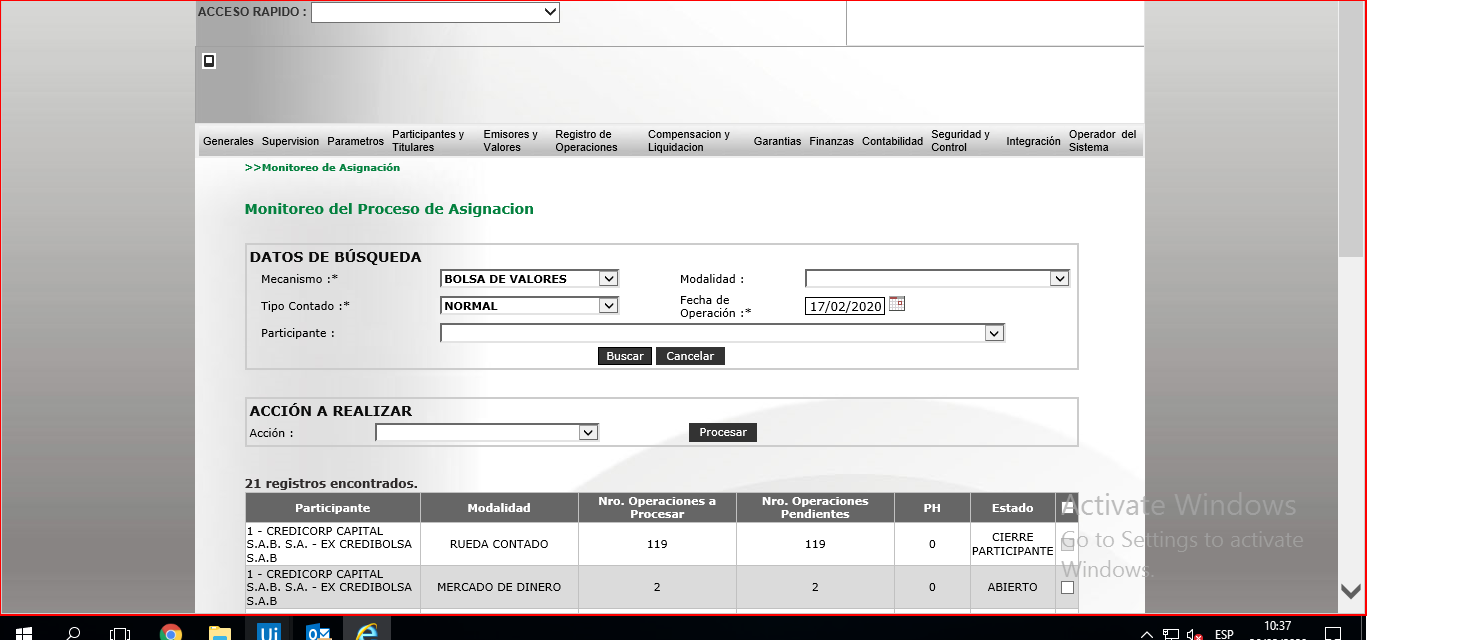 ACCESO RAPIDO :
Generales Supervision Parametros Participantes y Titulares Emisores y Valores Registro de Operaciones Compensacion y Liquidacion Garantias Finanzas Contabilidad Seguridad y Control Integración Operador del Sistema
>>Monitoreo de Asignación
Monitoreo del Proceso de Asignacion
DATOS DE BÚSQUEDA
Mecanismo :* BOLSA DE VALORES Modalidad :
Tipo Contado :* NORMAL Fecha de Operación :* 17/02/2020
Participante :
Buscar Cancelar
ACCIÓN A REALIZAR
Acción : Procesar
21 registros encontrados.
Participante Modalidad Nro. Operaciones a Procesar Nro. Operaciones Pendientes PH Estado
1 - CREDICORP CAPITAL S.A.B. S.A. - EX CREDIBOLSA S.A.B RUEDA CONTADO 119 119 0 CIERRE PARTICIPANTE
1 - CREDICORP CAPITAL S.A.B. S.A. - EX CREDIBOLSA S.A.B MERCADO DE DINERO 2 2 0 ABIERTO
Activate Windows
Go to Settings to activate
Windows.
Ui
ESP
10:37